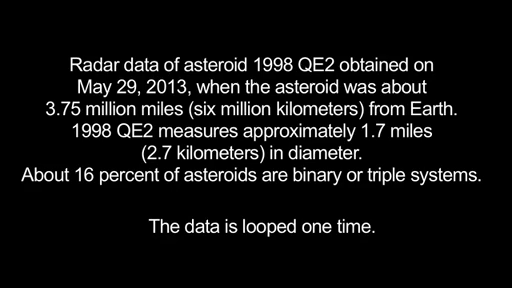 Radar data of asteroid 1998 QE2 obtained on
May 29, 2013, when the asteroid was about
3.75 million miles (six million kilometers) from Earth.
1998 QE2 measures approximately 1.7 miles
(2.7 kilometers) in diameter.
About 16 percent of asteroids are binary or triple systems.
The data is looped one time.